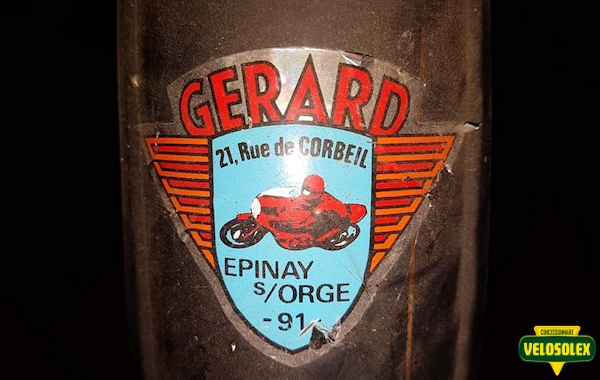 GERARD
21, Rue de CORBEIL
EPINAY
s/ORGE
-91
CONCESSIONNAIRE
VELOSOLEX